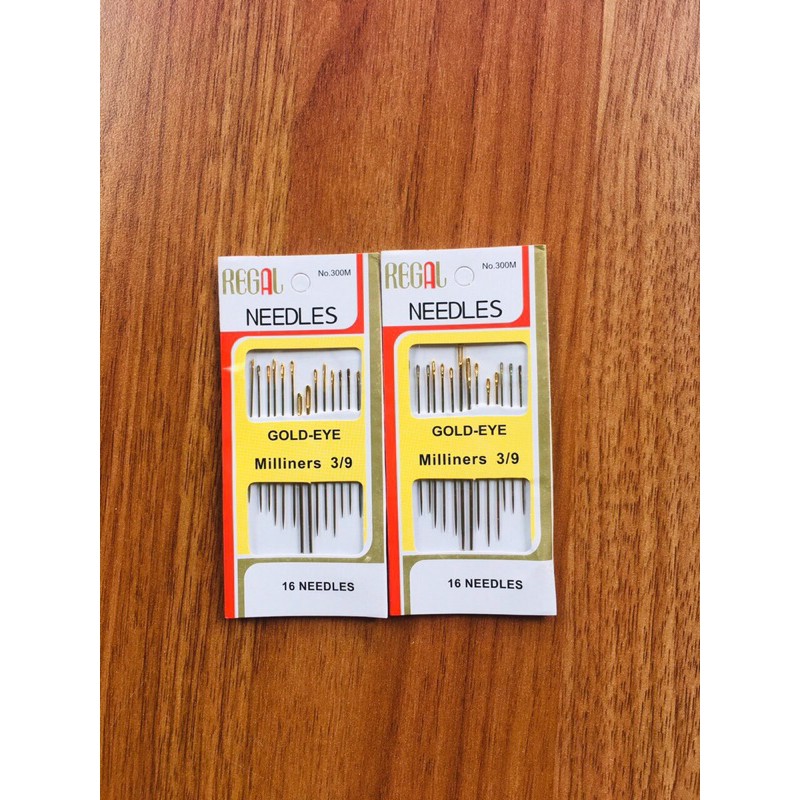 REGAL
No.300M
NEEDLES
GOLD-EYE
Milliners 3/9
16 NEEDLES
REGAL
No.300M
NEEDLES
GOLD-EYE
Milliners 3/9
16 NEEDLES